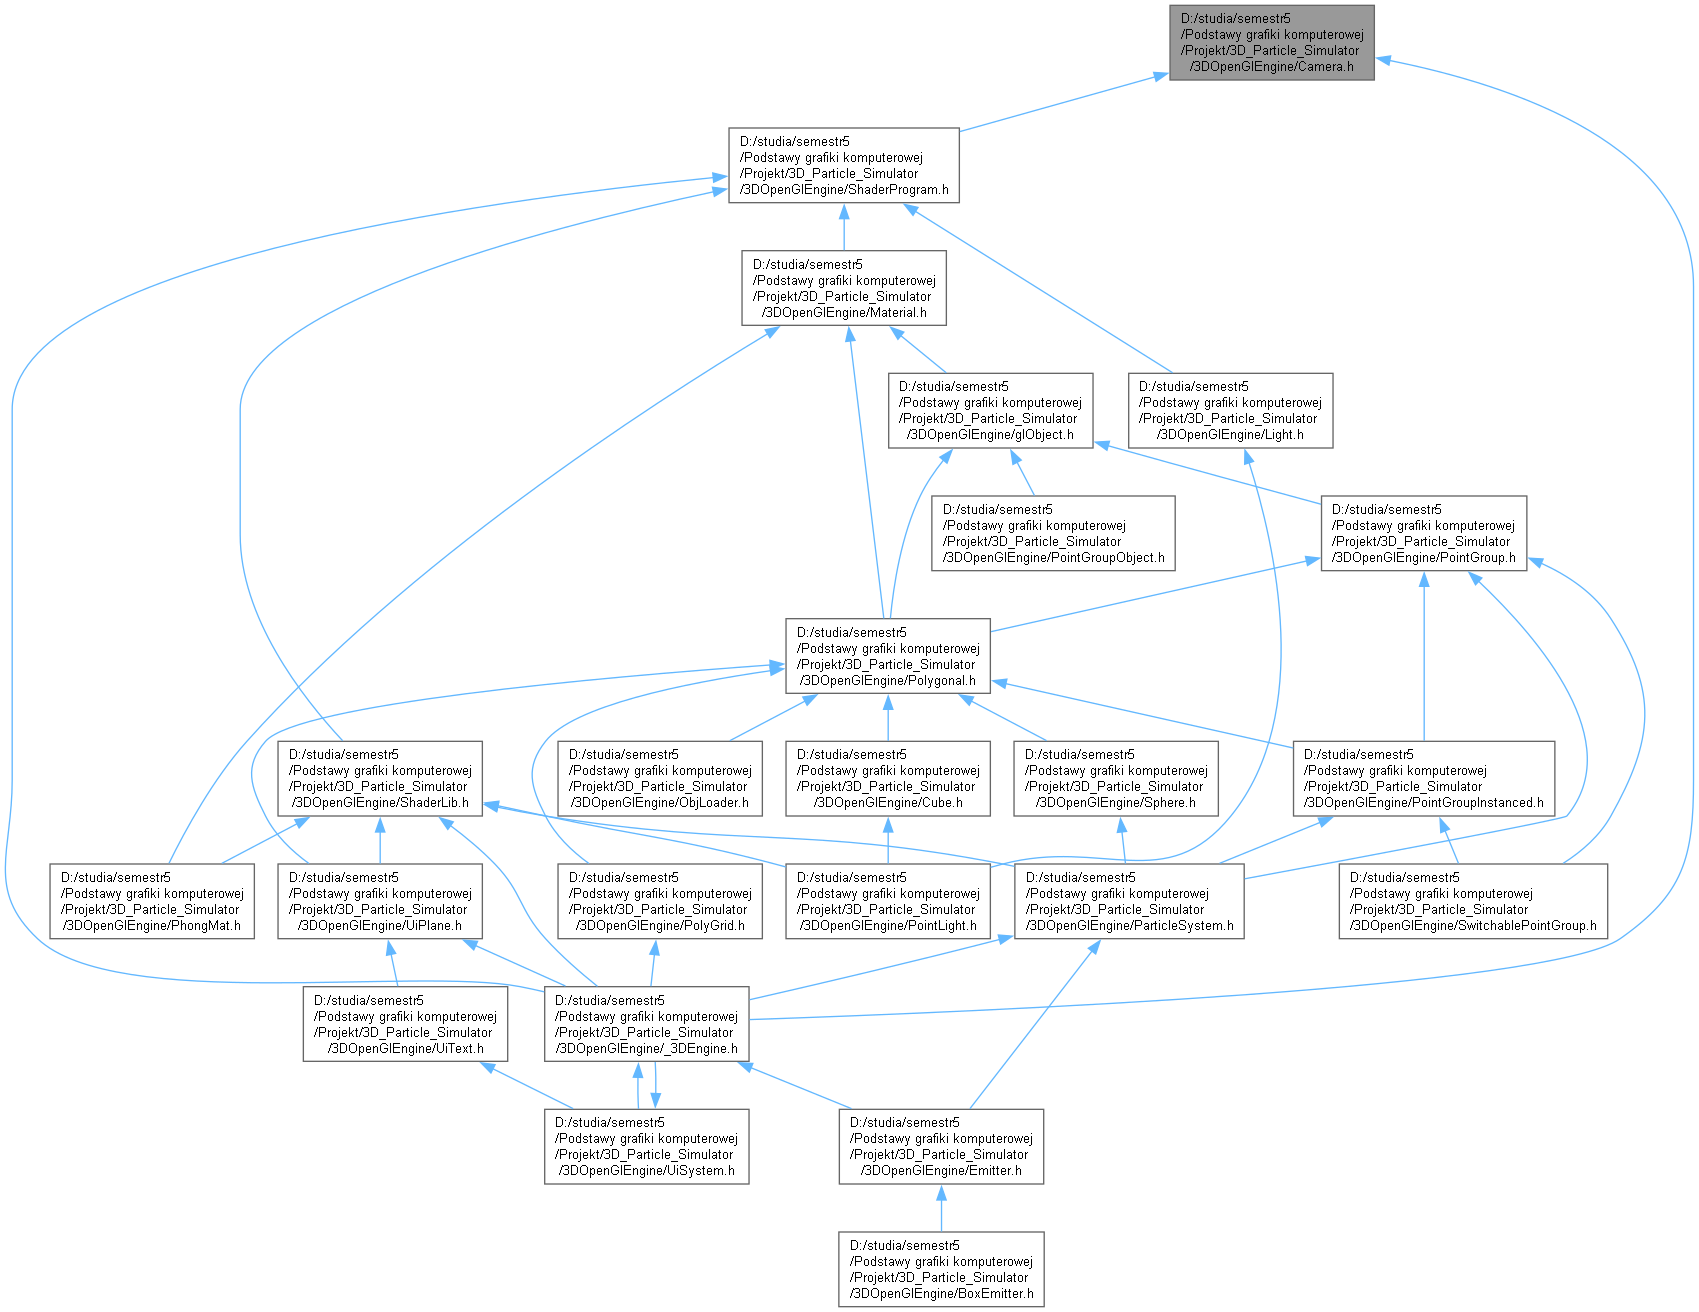 D:/studia/semestr5
/Podstawy grafiki komputerowej
/Projekt/3D_Particle_Simulator
/3DOpenGlEngine/Camera.h
D:/studia/semestr5
/Podstawy grafiki komputerowej
/Projekt/3D_Particle_Simulator
/3DOpenGlEngine/ShaderProgram.h
D:/studia/semestr5
/Podstawy grafiki komputerowej
/Projekt/3D_Particle_Simulator
/3DOpenGlEngine/Material.h
D:/studia/semestr5
/Podstawy grafiki komputerowej
/Projekt/3D_Particle_Simulator
/3DOpenGlEngine/glObject.h
D:/studia/semestr5
/Podstawy grafiki komputerowej
/Projekt/3D_Particle_Simulator
/3DOpenGlEngine/Light.h
D:/studia/semestr5
/Podstawy grafiki komputerowej
/Projekt/3D_Particle_Simulator
/3DOpenGlEngine/PointGroupObject.h
D:/studia/semestr5
/Podstawy grafiki komputerowej
/Projekt/3D_Particle_Simulator
/3DOpenGlEngine/PointGroup.h
D:/studia/semestr5
/Podstawy grafiki komputerowej
/Projekt/3D_Particle_Simulator
/3DOpenGlEngine/Polygonal.h
D:/studia/semestr5
/Podstawy grafiki komputerowej
/Projekt/3D_Particle_Simulator
/3DOpenGlEngine/ShaderLib.h
D:/studia/semestr5
/Podstawy grafiki komputerowej
/Projekt/3D_Particle_Simulator
/3DOpenGlEngine/ObjLoader.h
D:/studia/semestr5
/Podstawy grafiki komputerowej
/Projekt/3D_Particle_Simulator
/3DOpenGlEngine/Cube.h
D:/studia/semestr5
/Podstawy grafiki komputerowej
/Projekt/3D_Particle_Simulator
/3DOpenGlEngine/Sphere.h
D:/studia/semestr5
/Podstawy grafiki komputerowej
/Projekt/3D_Particle_Simulator
/3DOpenGlEngine/PointGroupInstanced.h
D:/studia/semestr5
/Podstawy grafiki komputerowej
/Projekt/3D_Particle_Simulator
/3DOpenGlEngine/PhongMat.h
D:/studia/semestr5
/Podstawy grafiki komputerowej
/Projekt/3D_Particle_Simulator
/3DOpenGlEngine/UiPlane.h
D:/studia/semestr5
/Podstawy grafiki komputerowej
/Projekt/3D_Particle_Simulator
/3DOpenGlEngine/PolyGrid.h
D:/studia/semestr5
/Podstawy grafiki komputerowej
/Projekt/3D_Particle_Simulator
/3DOpenGlEngine/PointLight.h
D:/studia/semestr5
/Podstawy grafiki komputerowej
/Projekt/3D_Particle_Simulator
/3DOpenGlEngine/ParticleSystem.h
D:/studia/semestr5
/Podstawy grafiki komputerowej
/Projekt/3D_Particle_Simulator
/3DOpenGlEngine/SwitchablePointGroup.h
D:/studia/semestr5
/Podstawy grafiki komputerowej
/Projekt/3D_Particle_Simulator
/3DOpenGlEngine/UiText.h
D:/studia/semestr5
/Podstawy grafiki komputerowej
/Projekt/3D_Particle_Simulator
/3DOpenGlEngine/_3DEngine.h
D:/studia/semestr5
/Podstawy grafiki komputerowej
/Projekt/3D_Particle_Simulator
/3DOpenGlEngine/UiSystem.h
D:/studia/semestr5
/Podstawy grafiki komputerowej
/Projekt/3D_Particle_Simulator
/3DOpenGlEngine/Emitter.h
D:/studia/semestr5
/Podstawy grafiki komputerowej
/Projekt/3D_Particle_Simulator
/3DOpenGlEngine/BoxEmitter.h